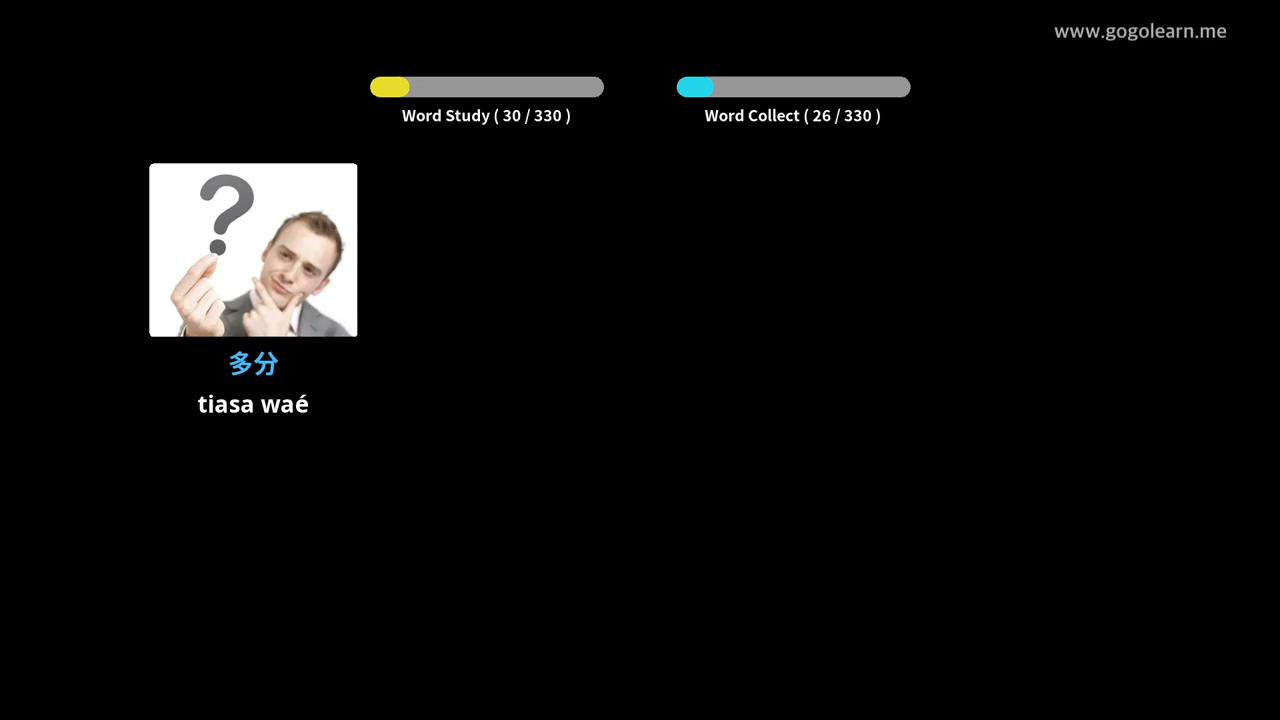 www.gogolearn.me
Word Study ( 30 / 330 )
Word Collect ( 26 / 330 )
?
多分
tiasa waé